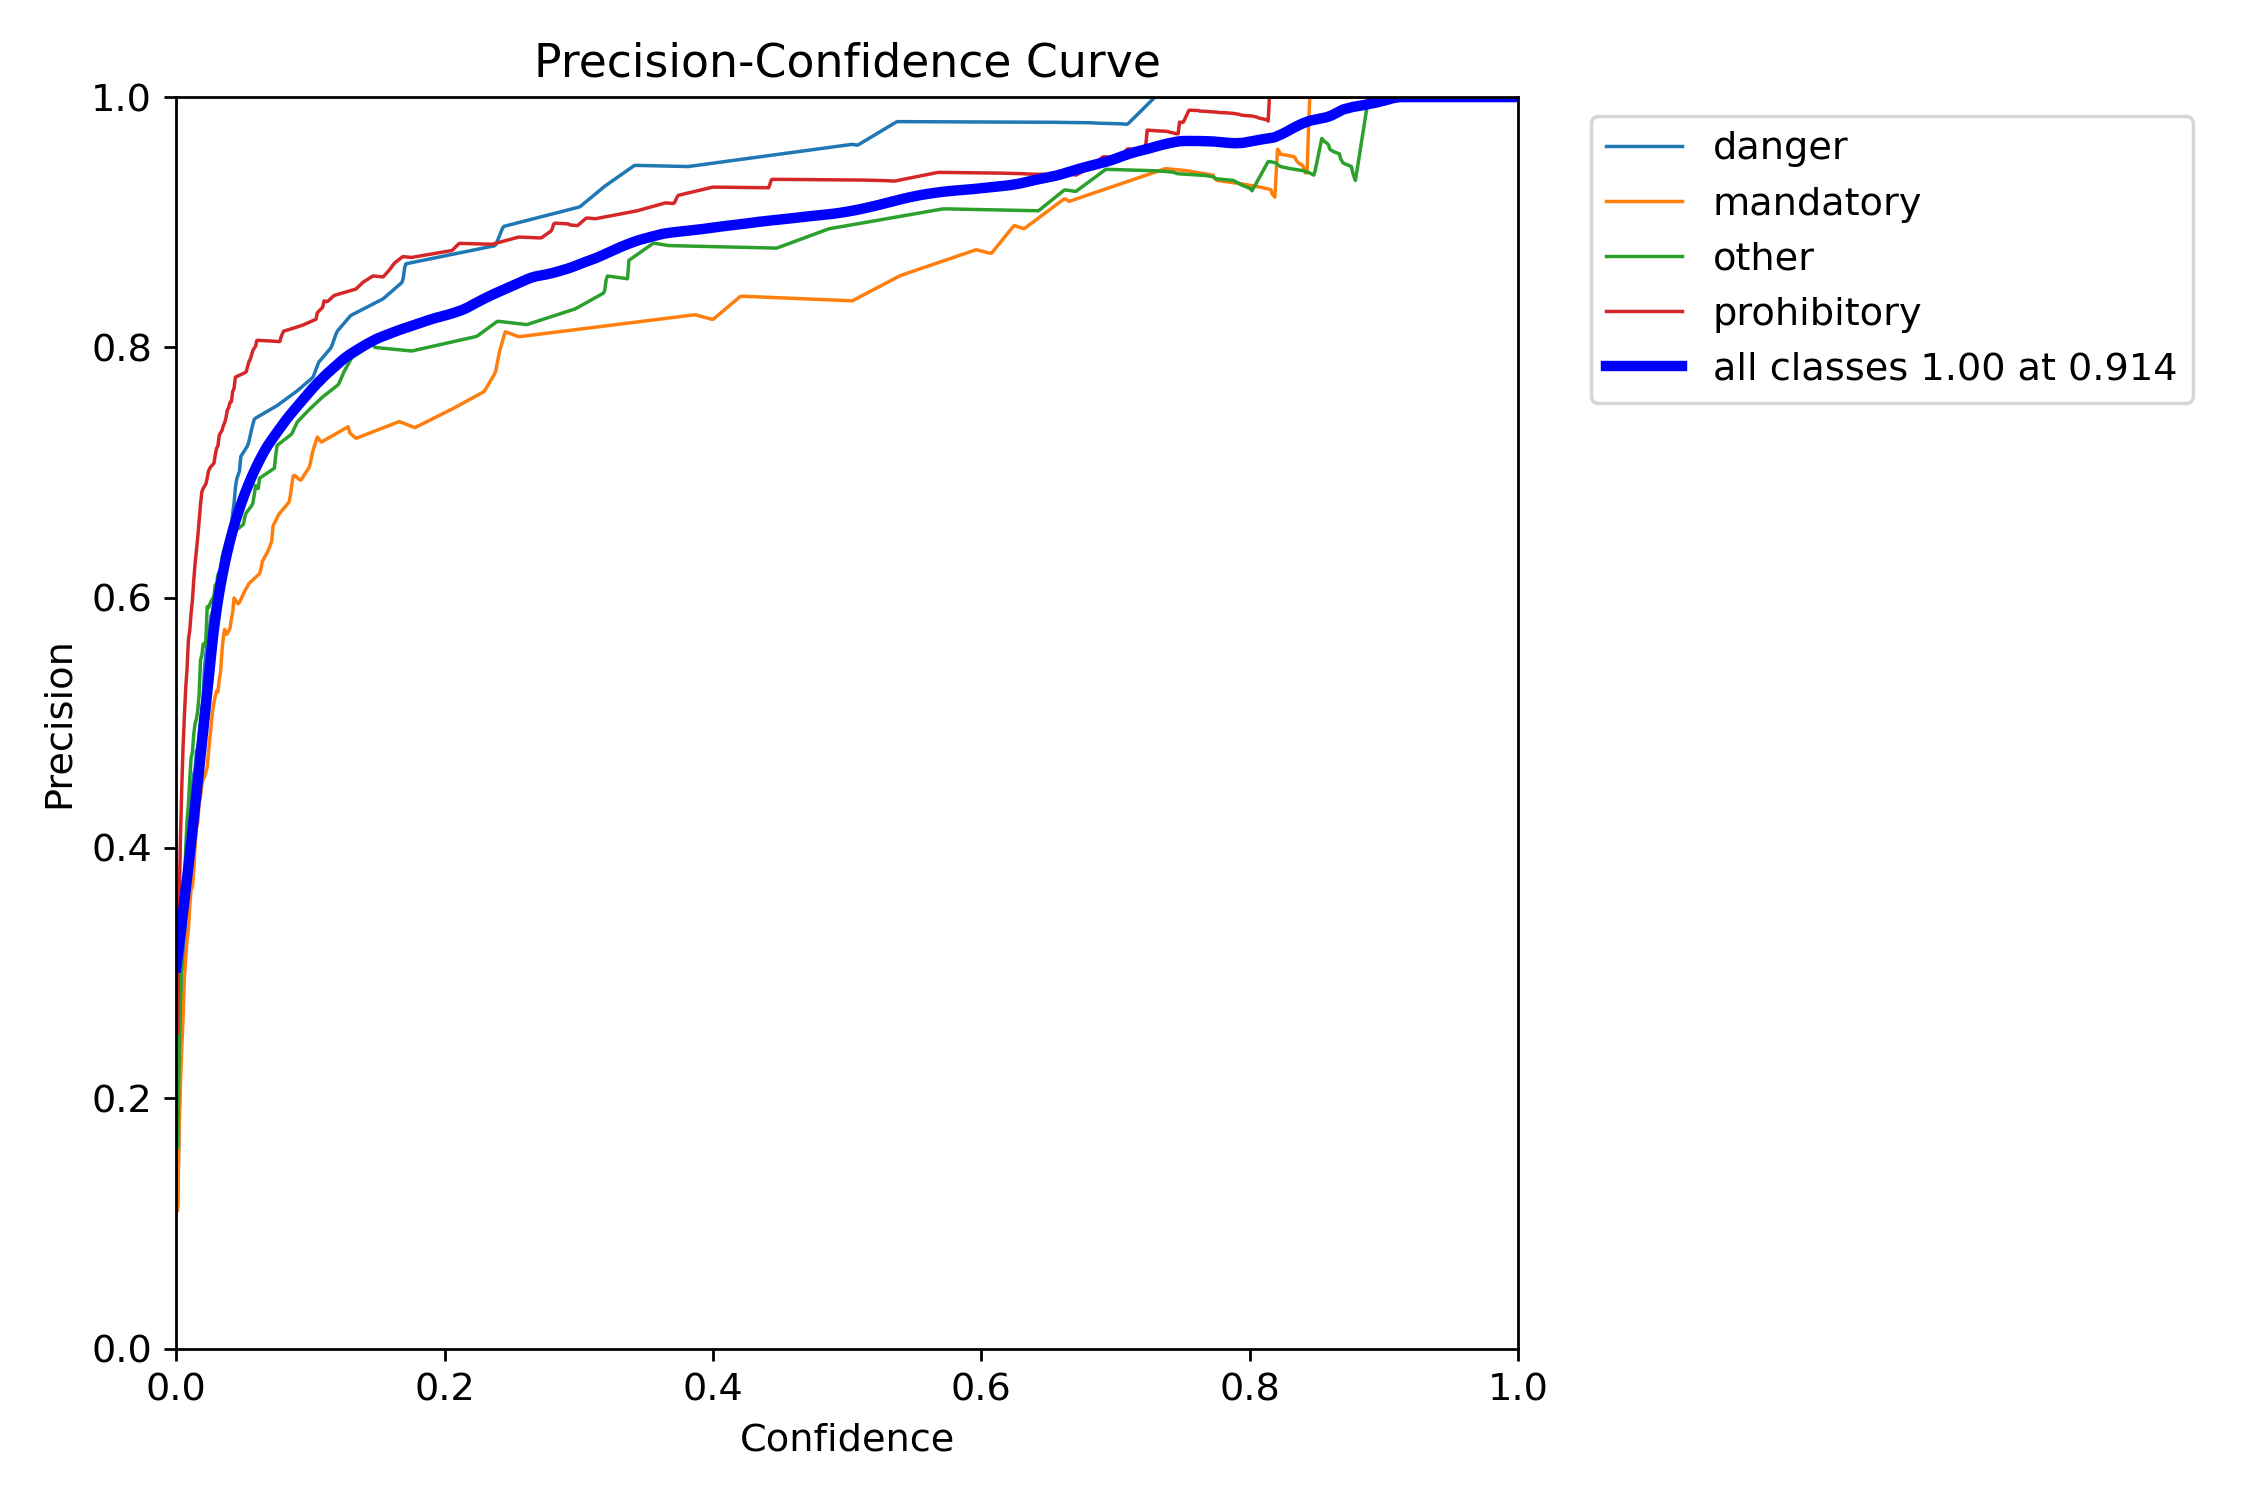 Precision-Confidence Curve
1.0
0.8
0.6
0.4
0.2
0.0
Precision
0.0 0.2 0.4 0.6 0.8 1.0
Confidence
danger
mandatory
other
prohibitory
all classes 1.00 at 0.914